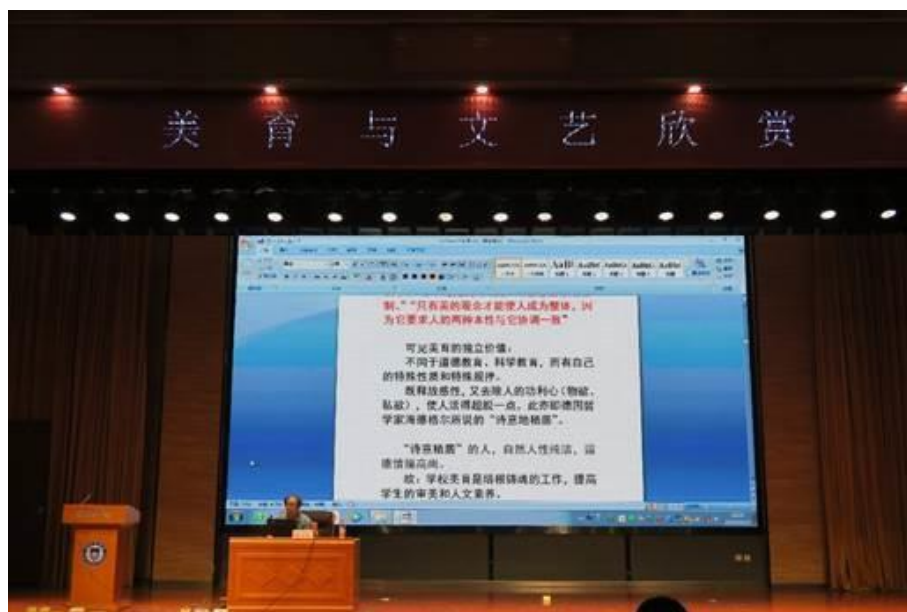 美育与文艺欣赏
制。”“只有美的观念才能使人成为整体，因
为它要求人的两种本性与它协调一致”
可见美育的独立价值：
不同于道德教育、科学教育，而有自己
的特殊性质和特殊规律。
既释放感性，又去除人的功利心（物欲、
私欲），使人活得超脱一点，此亦即德国哲
学家海德格尔所说的“诗意地栖居”。
“诗意栖居”的人，自然人性纯洁，道
德情操高尚。
故：学校美育是培根铸魂的工作，提高
学生的审美和人文素养。